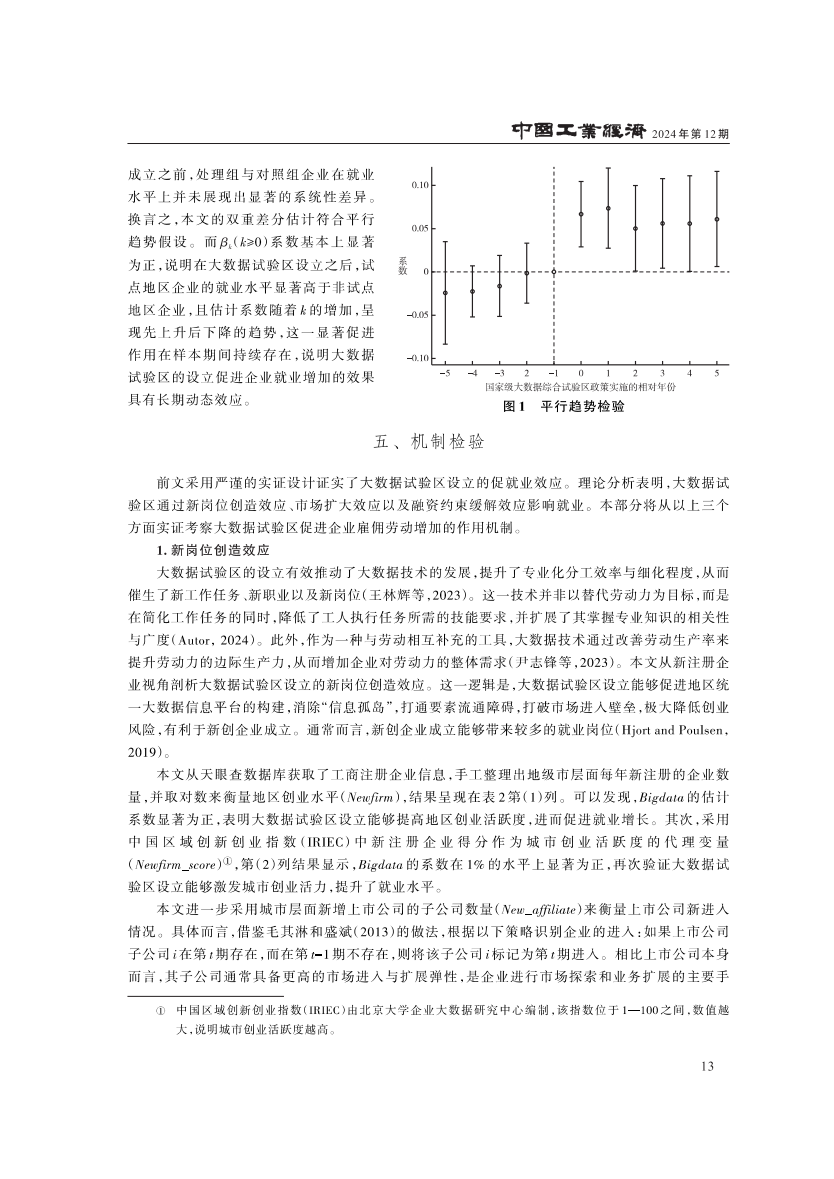 中国工业经济 2024年第12期
成立之前,处理组与对照组企业在就业
水平上并未展现出显著的系统性差异。
换言之,本文的双重差分估计符合平行
趋势假设。而βk(k≥0)系数基本上显著
为正,说明在大数据试验区设立之后,试
点地区企业的就业水平显著高于非试点
地区企业,且估计系数随着k的增加,呈
现先上升后下降的趋势,这一显著促进
作用在样本期间持续存在,说明大数据
试验区的设立促进企业就业增加的效果
具有长期动态效应。
0.10
0.05
0
-0.05
-0.10
系数
-5 -4 -3 2 -1 0 1 2 3 4 5
国家级大数据综合试验区政策实施的相对年份
图1 平行趋势检验
五、机制检验
前文采用严谨的实证设计证实了大数据试验区设立的促就业效应。理论分析表明,大数据试
验区通过新岗位创造效应、市场扩大效应以及融资约束缓解效应影响就业。本部分将从以上三个
方面实证考察大数据试验区促进企业雇佣劳动增加的作用机制。
1. 新岗位创造效应
大数据试验区的设立有效推动了大数据技术的发展,提升了专业化分工效率与细化程度,从而
催生了新工作任务、新职业以及新岗位(王林辉等,2023)。这一技术并非以替代劳动力为目标,而是
在简化工作任务的同时,降低了工人执行任务所需的技能要求,并扩展了其掌握专业知识的相关性
与广度(Autor, 2024)。此外,作为一种与劳动相互补充的工具,大数据技术通过改善劳动生产率来
提升劳动力的边际生产力,从而增加企业对劳动力的整体需求(尹志锋等,2023)。本文从新注册企
业视角剖析大数据试验区设立的新岗位创造效应。这一逻辑是,大数据试验区设立能够促进地区统
一大数据信息平台的构建,消除“信息孤岛”,打通要素流通障碍,打破市场进入壁垒,极大降低创业
风险,有利于新创企业成立。通常而言,新创企业成立能够带来较多的就业岗位(Hjort and Poulsen,
2019)。
本文从天眼查数据库获取了工商注册企业信息,手工整理出地级市层面每年新注册的企业数
量,并取对数来衡量地区创业水平(Newfirm),结果呈现在表2第(1)列。可以发现,Bigdata的估计
系数显著为正,表明大数据试验区设立能够提高地区创业活跃度,进而促进就业增长。其次,采用
中国区域创新创业指数(IRIEC)中新注册企业得分作为城市创业活跃度的代理变量
(Newfirm_score)①,第(2)列结果显示,Bigdata的系数在1%的水平上显著为正,再次验证大数据试
验区设立能够激发城市创业活力,提升了就业水平。
本文进一步采用城市层面新增上市公司的子公司数量(New_affiliate)来衡量上市公司新进入
情况。具体而言,借鉴毛其淋和盛斌(2013)的做法,根据以下策略识别企业的进入:如果上市公司
子公司i在第t期存在,而在第t-1期不存在,则将该子公司i标记为第t期进入。相比上市公司本身
而言,其子公司通常具备更高的市场进入与扩展弹性,是企业进行市场探索和业务扩展的主要手
① 中国区域创新创业指数(IRIEC)由北京大学企业大数据研究中心编制,该指数位于1—100之间,数值越
大,说明城市创业活跃度越高。
13